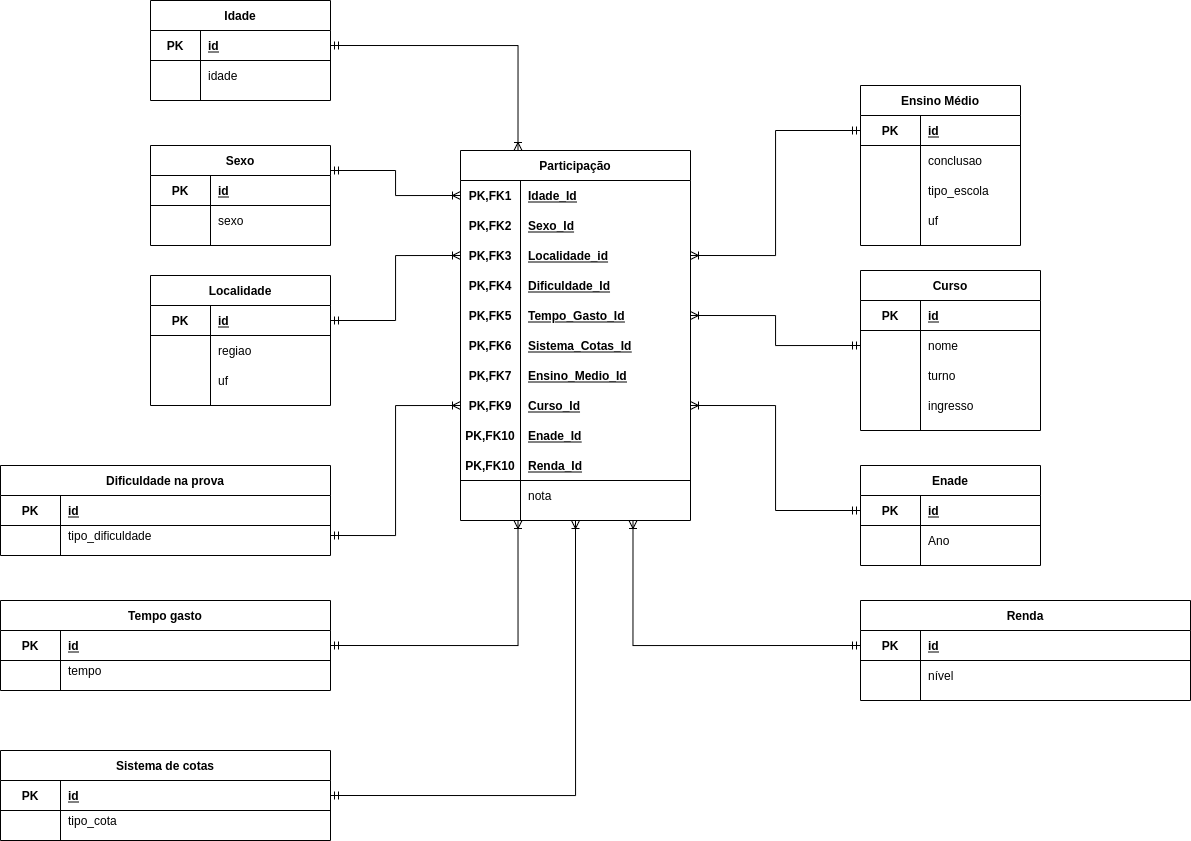 Idade
PK id
idade
Sexo
PK id
sexo
Localidade
PK id
regiao
uf
Dificuldade na prova
PK id
tipo_dificuldade
Tempo gasto
PK id
tempo
Sistema de cotas
PK id
tipo_cota
Participação
PK,FK1 Idade_Id
PK,FK2 Sexo_Id
PK,FK3 Localidade_id
PK,FK4 Dificuldade_Id
PK,FK5 Tempo_Gasto_Id
PK,FK6 Sistema_Cotas_Id
PK,FK7 Ensino_Medio_Id
PK,FK9 Curso_Id
PK,FK10 Enade_Id
PK,FK10 Renda_Id
nota
Ensino Médio
PK id
conclusao
tipo_escola
uf
Curso
PK id
nome
turno
ingresso
Enade
PK id
Ano
Renda
PK id
nível